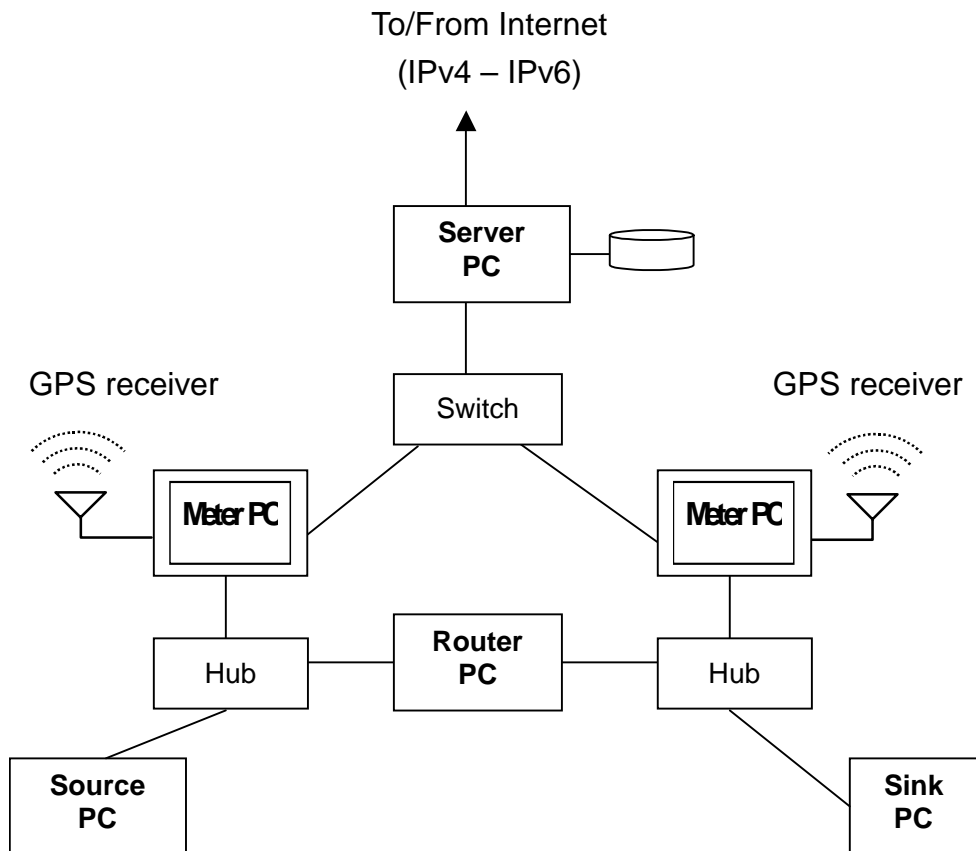 To/From Internet
(IPv4 – IPv6)
Server
PC
GPS receiver
GPS receiver
Switch
Meter PC
Meter PC
Hub
Router
PC
Hub
Source
PC
Sink
PC